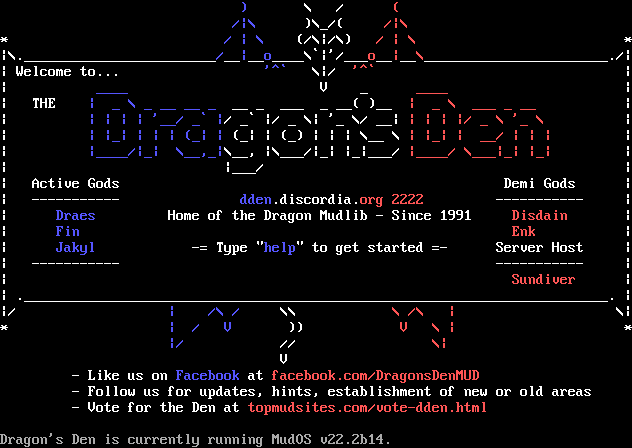 Welcome to...
THE
Dragon's Den
Active Gods
Demi Gods
dden.discordia.org 2222
Draes
Home of the Dragon Mudlib - Since 1991
Disdain
Fin
Enk
Jakyl
-= Type "help" to get started =-
Server Host
Sundiver
- Like us on Facebook at facebook.com/DragonsDenMUD
- Follow us for updates, hints, establishment of new or old areas
- Vote for the Den at topmudsites.com/vote-dden.html
Dragon's Den is currently running MudOS v22.2b14.